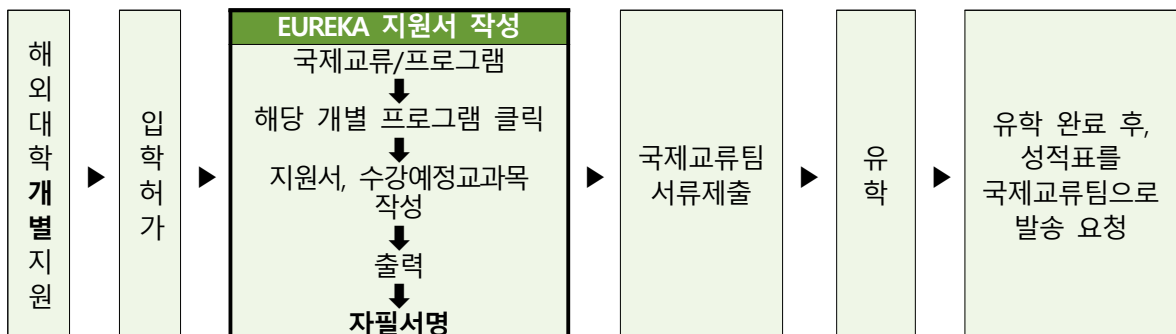 해
외
대
학
개
별
지
원
▶
입
학
허
가
▶
EUREKA 지원서 작성
국제교류/프로그램
⬇
해당 개별 프로그램 클릭
⬇
지원서, 수강예정교과목
작성
⬇
출력
⬇
자필서명
▶
국제교류팀
서류제출
▶
유
학
▶
유학 완료 후,
성적표를
국제교류팀으로
발송 요청